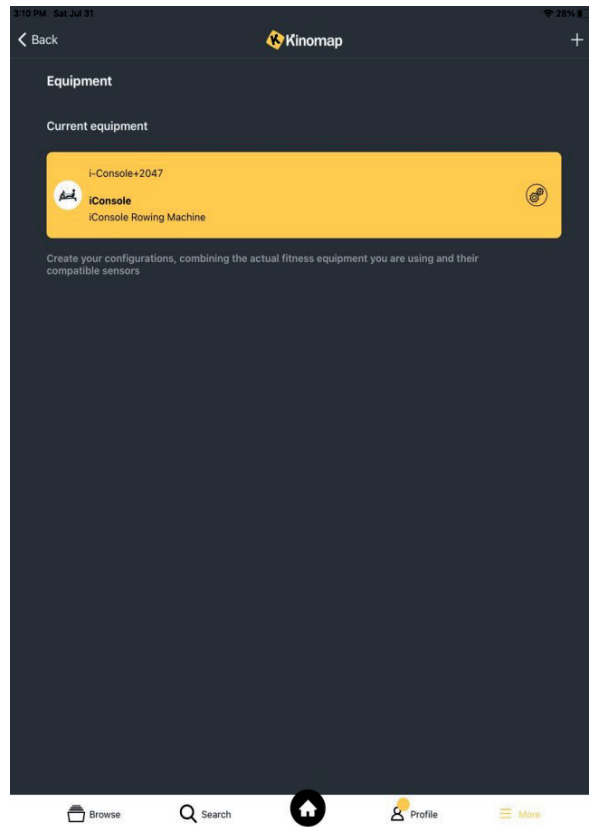 3:10 PM Sat Jul 31 28%
Back Kinomap
Equipment
Current equipment
i-Console+2047
iConsole
iConsole Rowing Machine
Create your configurations, combining the actual fitness equipment you are using and their
compatible sensors
Browse Search Profile More